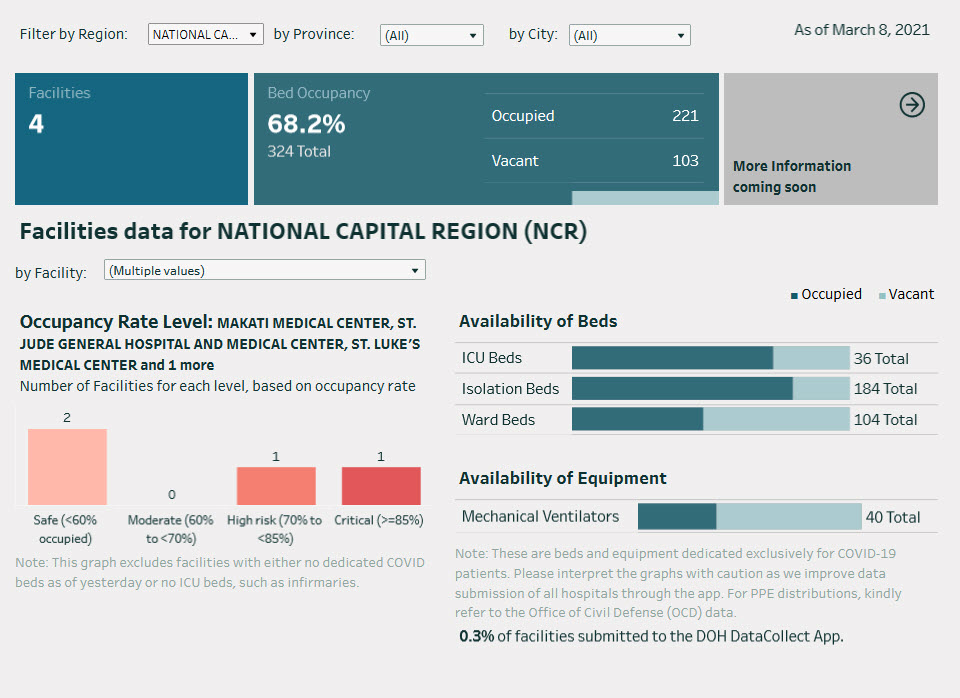 Filter by Region: NATIONAL CA... by Province: (All) by City: (All) As of March 8, 2021
Facilities
4
Bed Occupancy
68.2%
324 Total
Occupied 221
Vacant 103
More Information
coming soon
Facilities data for NATIONAL CAPITAL REGION (NCR)
by Facility: (Multiple values)
Occupied Vacant
Occupancy Rate Level: MAKATI MEDICAL CENTER, ST.
JUDE GENERAL HOSPITAL AND MEDICAL CENTER, ST. LUKE'S
MEDICAL CENTER and 1 more
Number of Facilities for each level, based on occupancy rate
2
0
1
1
Safe (<60%
occupied)
Moderate (60%
to <70%)
High risk (70% to
<85%)
Critical (>=85%)
Note: This graph excludes facilities with either no dedicated COVID
beds as of yesterday or no ICU beds, such as infirmaries.
Availability of Beds
ICU Beds 36 Total
Isolation Beds 184 Total
Ward Beds 104 Total
Availability of Equipment
Mechanical Ventilators 40 Total
Note: These are beds and equipment dedicated exclusively for COVID-19
patients. Please interpret the graphs with caution as we improve data
submission of all hospitals through the app. For PPE distributions, kindly
refer to the Office of Civil Defense (OCD) data.
0.3% of facilities submitted to the DOH DataCollect App.